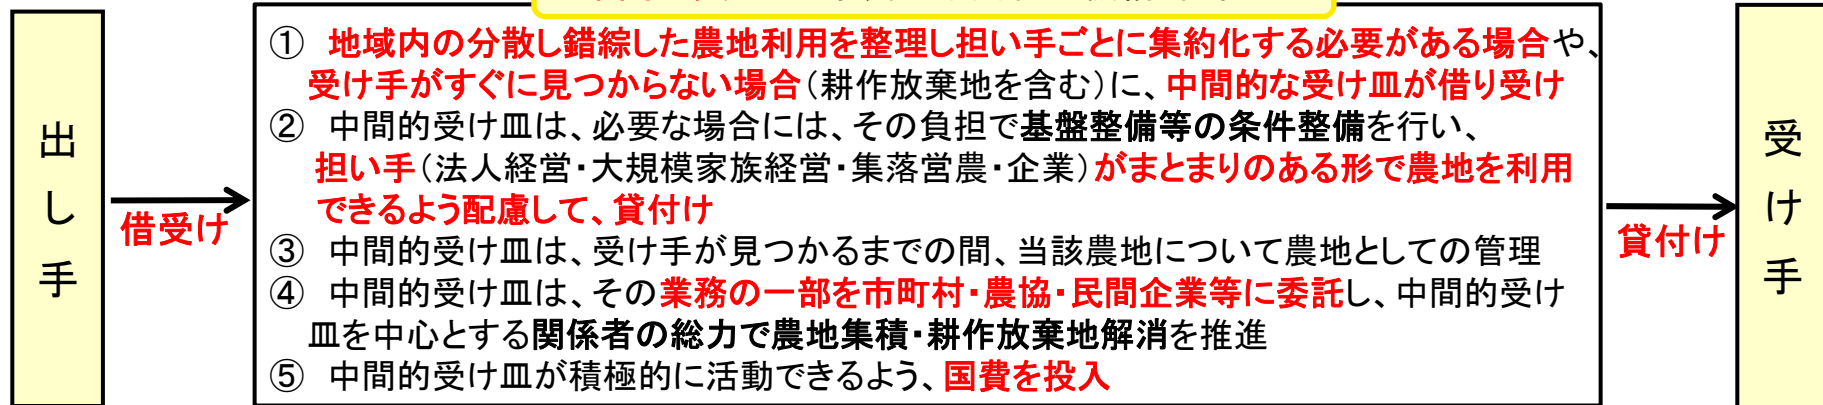 出し手
借受け
① 地域内の分散し錯綜した農地利用を整理し担い手ごとに集約化する必要がある場合や、
受け手がすぐに見つからない場合(耕作放棄地を含む)に、中間的な受け皿が借り受け
② 中間的受け皿は、必要な場合には、その負担で基盤整備等の条件整備を行い、
担い手(法人経営・大規模家族経営・集落営農・企業)がまとまりのある形で農地を利用
できるよう配慮して、貸付け
③ 中間的受け皿は、受け手が見つかるまでの間、当該農地について農地としての管理
④ 中間的受け皿は、その業務の一部を市町村・農協・民間企業等に委託し、中間的受け
皿を中心とする関係者の総力で農地集積・耕作放棄地解消を推進
⑤ 中間的受け皿が積極的に活動できるよう、国費を投入
貸付け
受け手